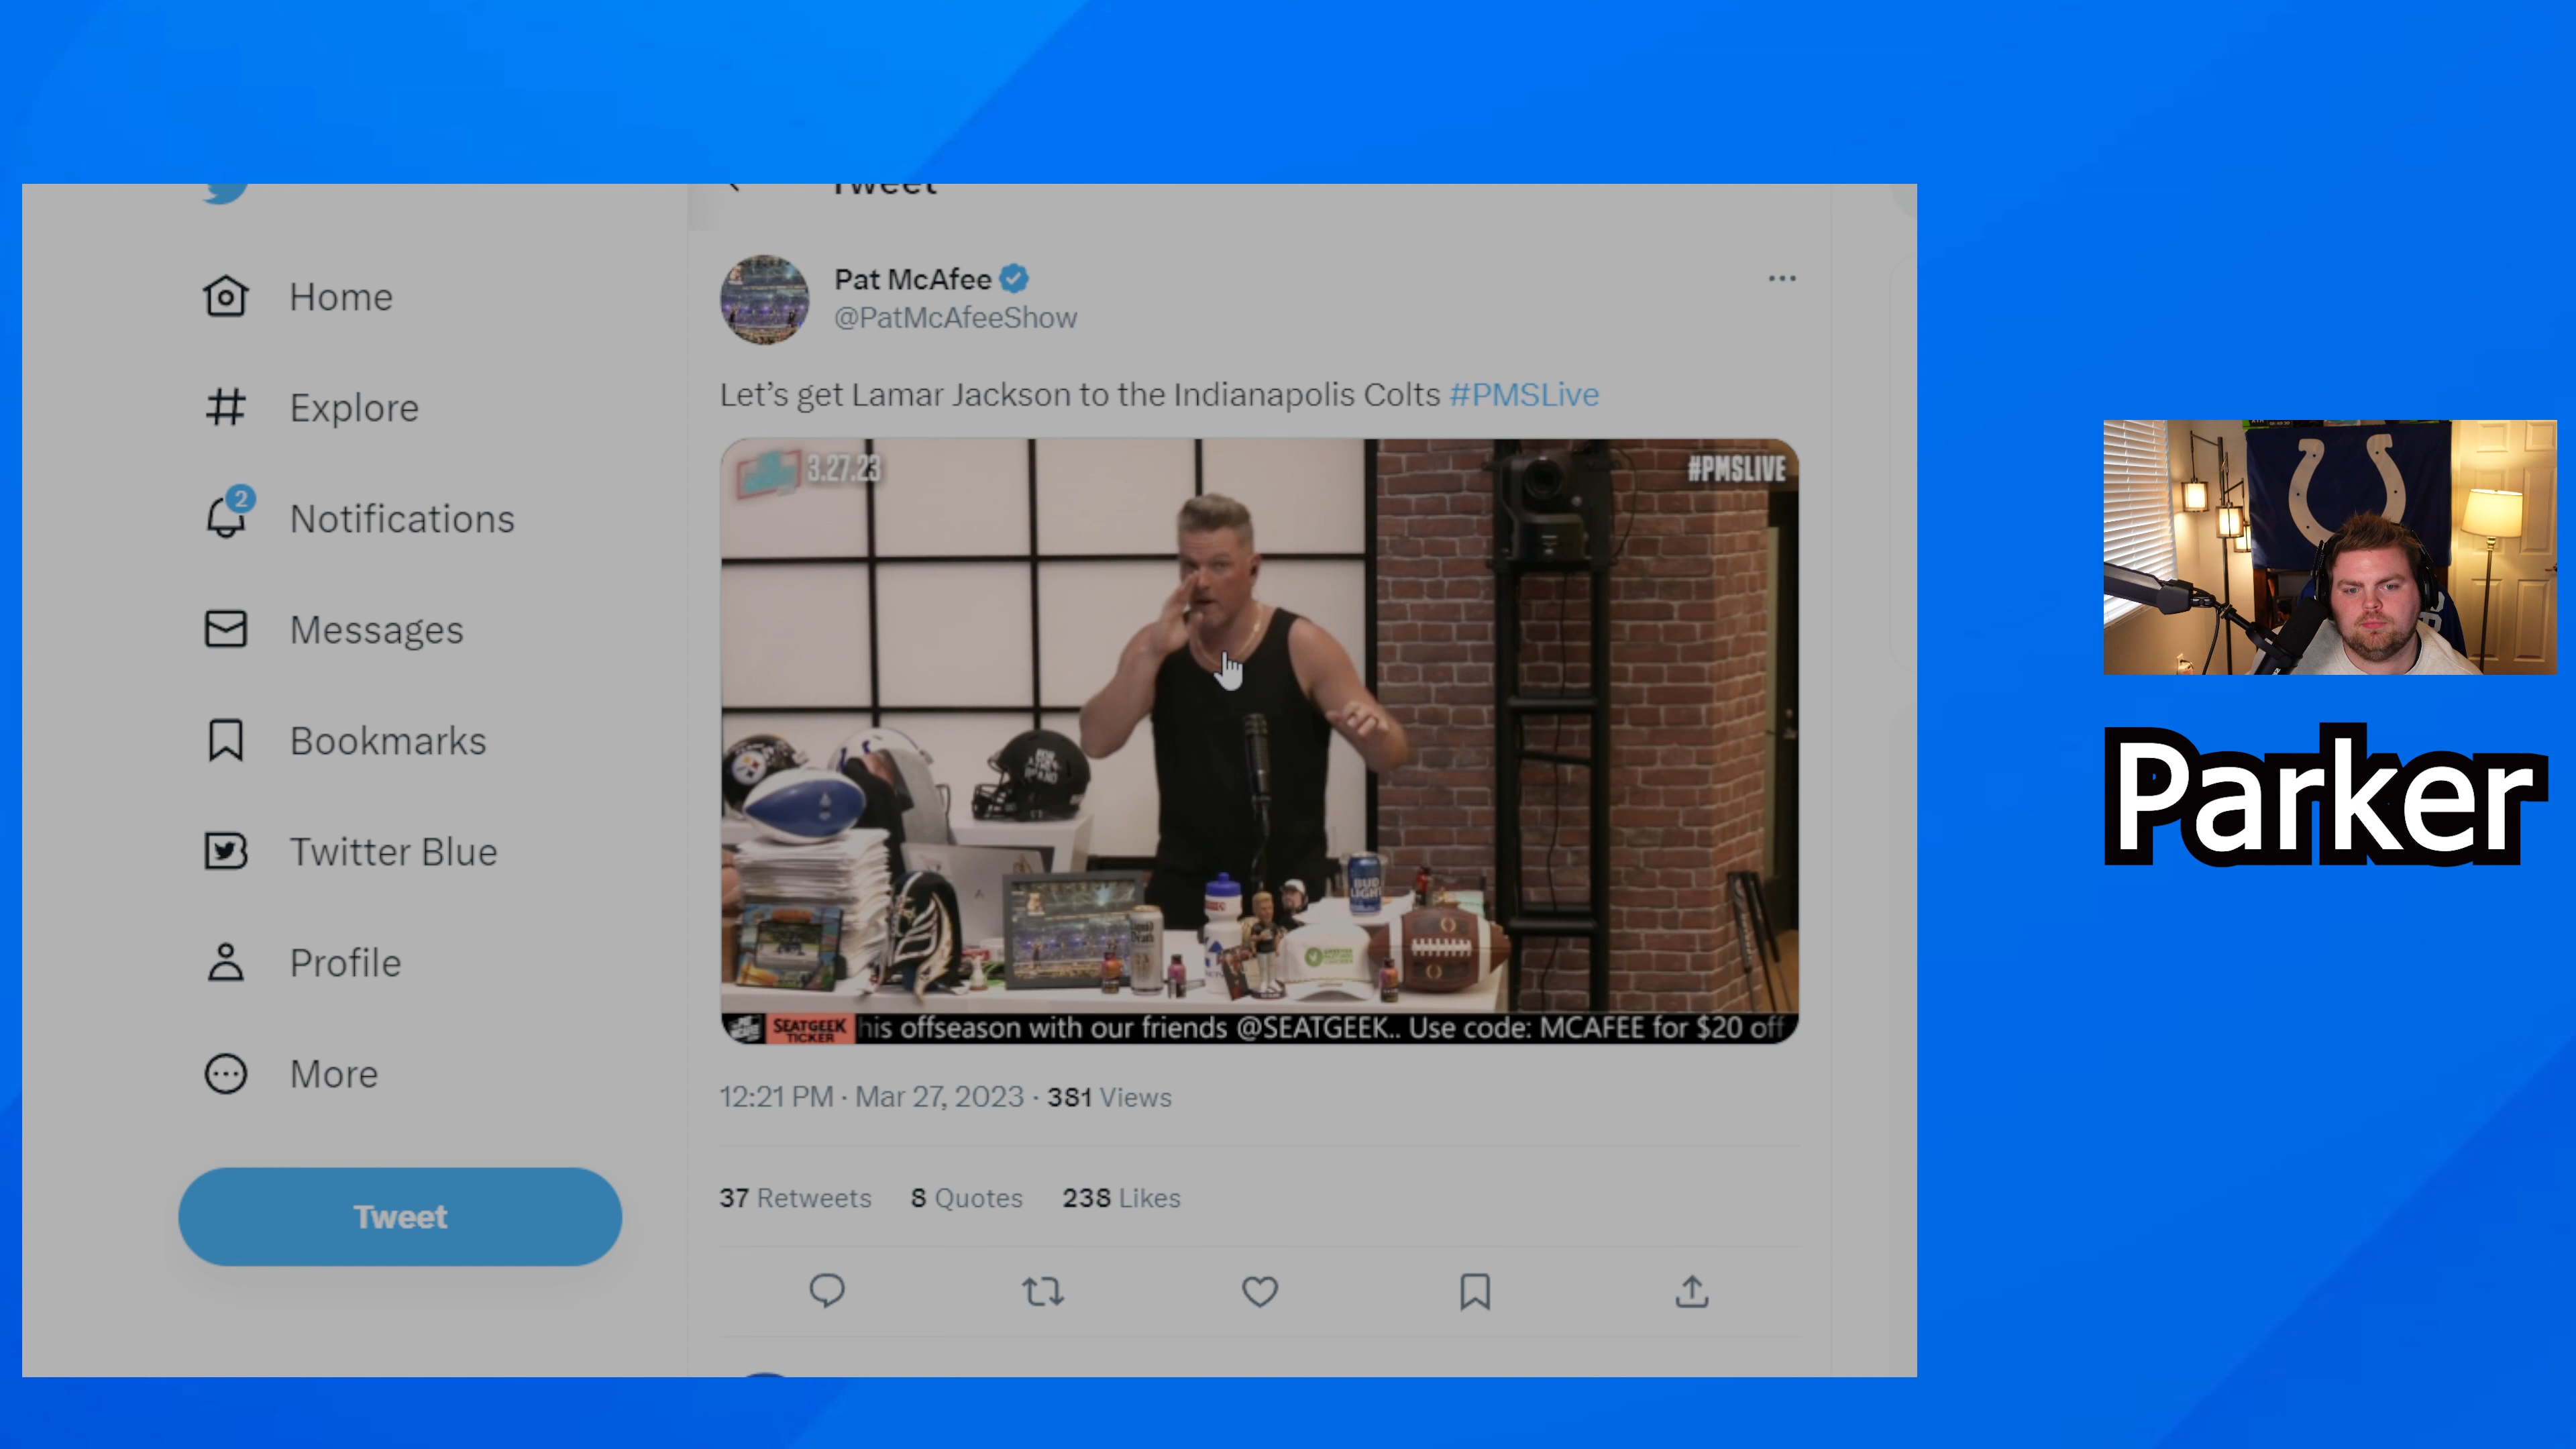 Tweet
Home
Explore
2
Notifications
Messages
Bookmarks
Twitter Blue
Profile
More
Tweet
Pat McAfee
@PatMcAfeeShow
Let’s get Lamar Jackson to the Indianapolis Colts #PMSLive
3.27.23
#PMSLIVE
BUD
LIGHT
SEATGEEK
TICKER
his offseason with our friends @SEATGEEK.. Use code: MCAFEE for $20 off
12:21 PM · Mar 27, 2023 · 381 Views
37 Retweets 8 Quotes 238 Likes
Parker